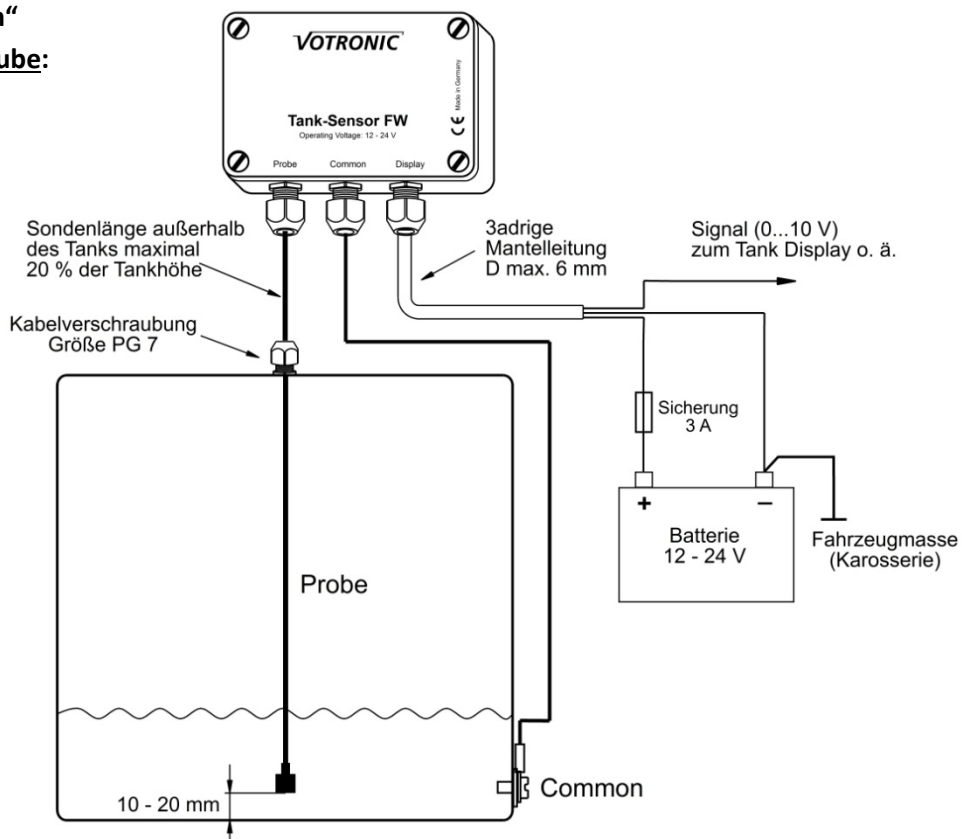 n“
ube:
VOTRONIC
Made in Germany
CE
Tank-Sensor FW
Operating Voltage: 12 - 24 V
Probe Common Display
Sondenlänge außerhalb
des Tanks maximal
20 % der Tankhöhe
3adrige
Mantelleitung
D max. 6 mm
Signal (0...10 V)
zum Tank Display o. ä.
Kabelverschraubung
Größe PG 7
Sicherung
3 A
+ –
Batterie
12 - 24 V
Fahrzeugmasse
(Karosserie)
Probe
10 - 20 mm
Common